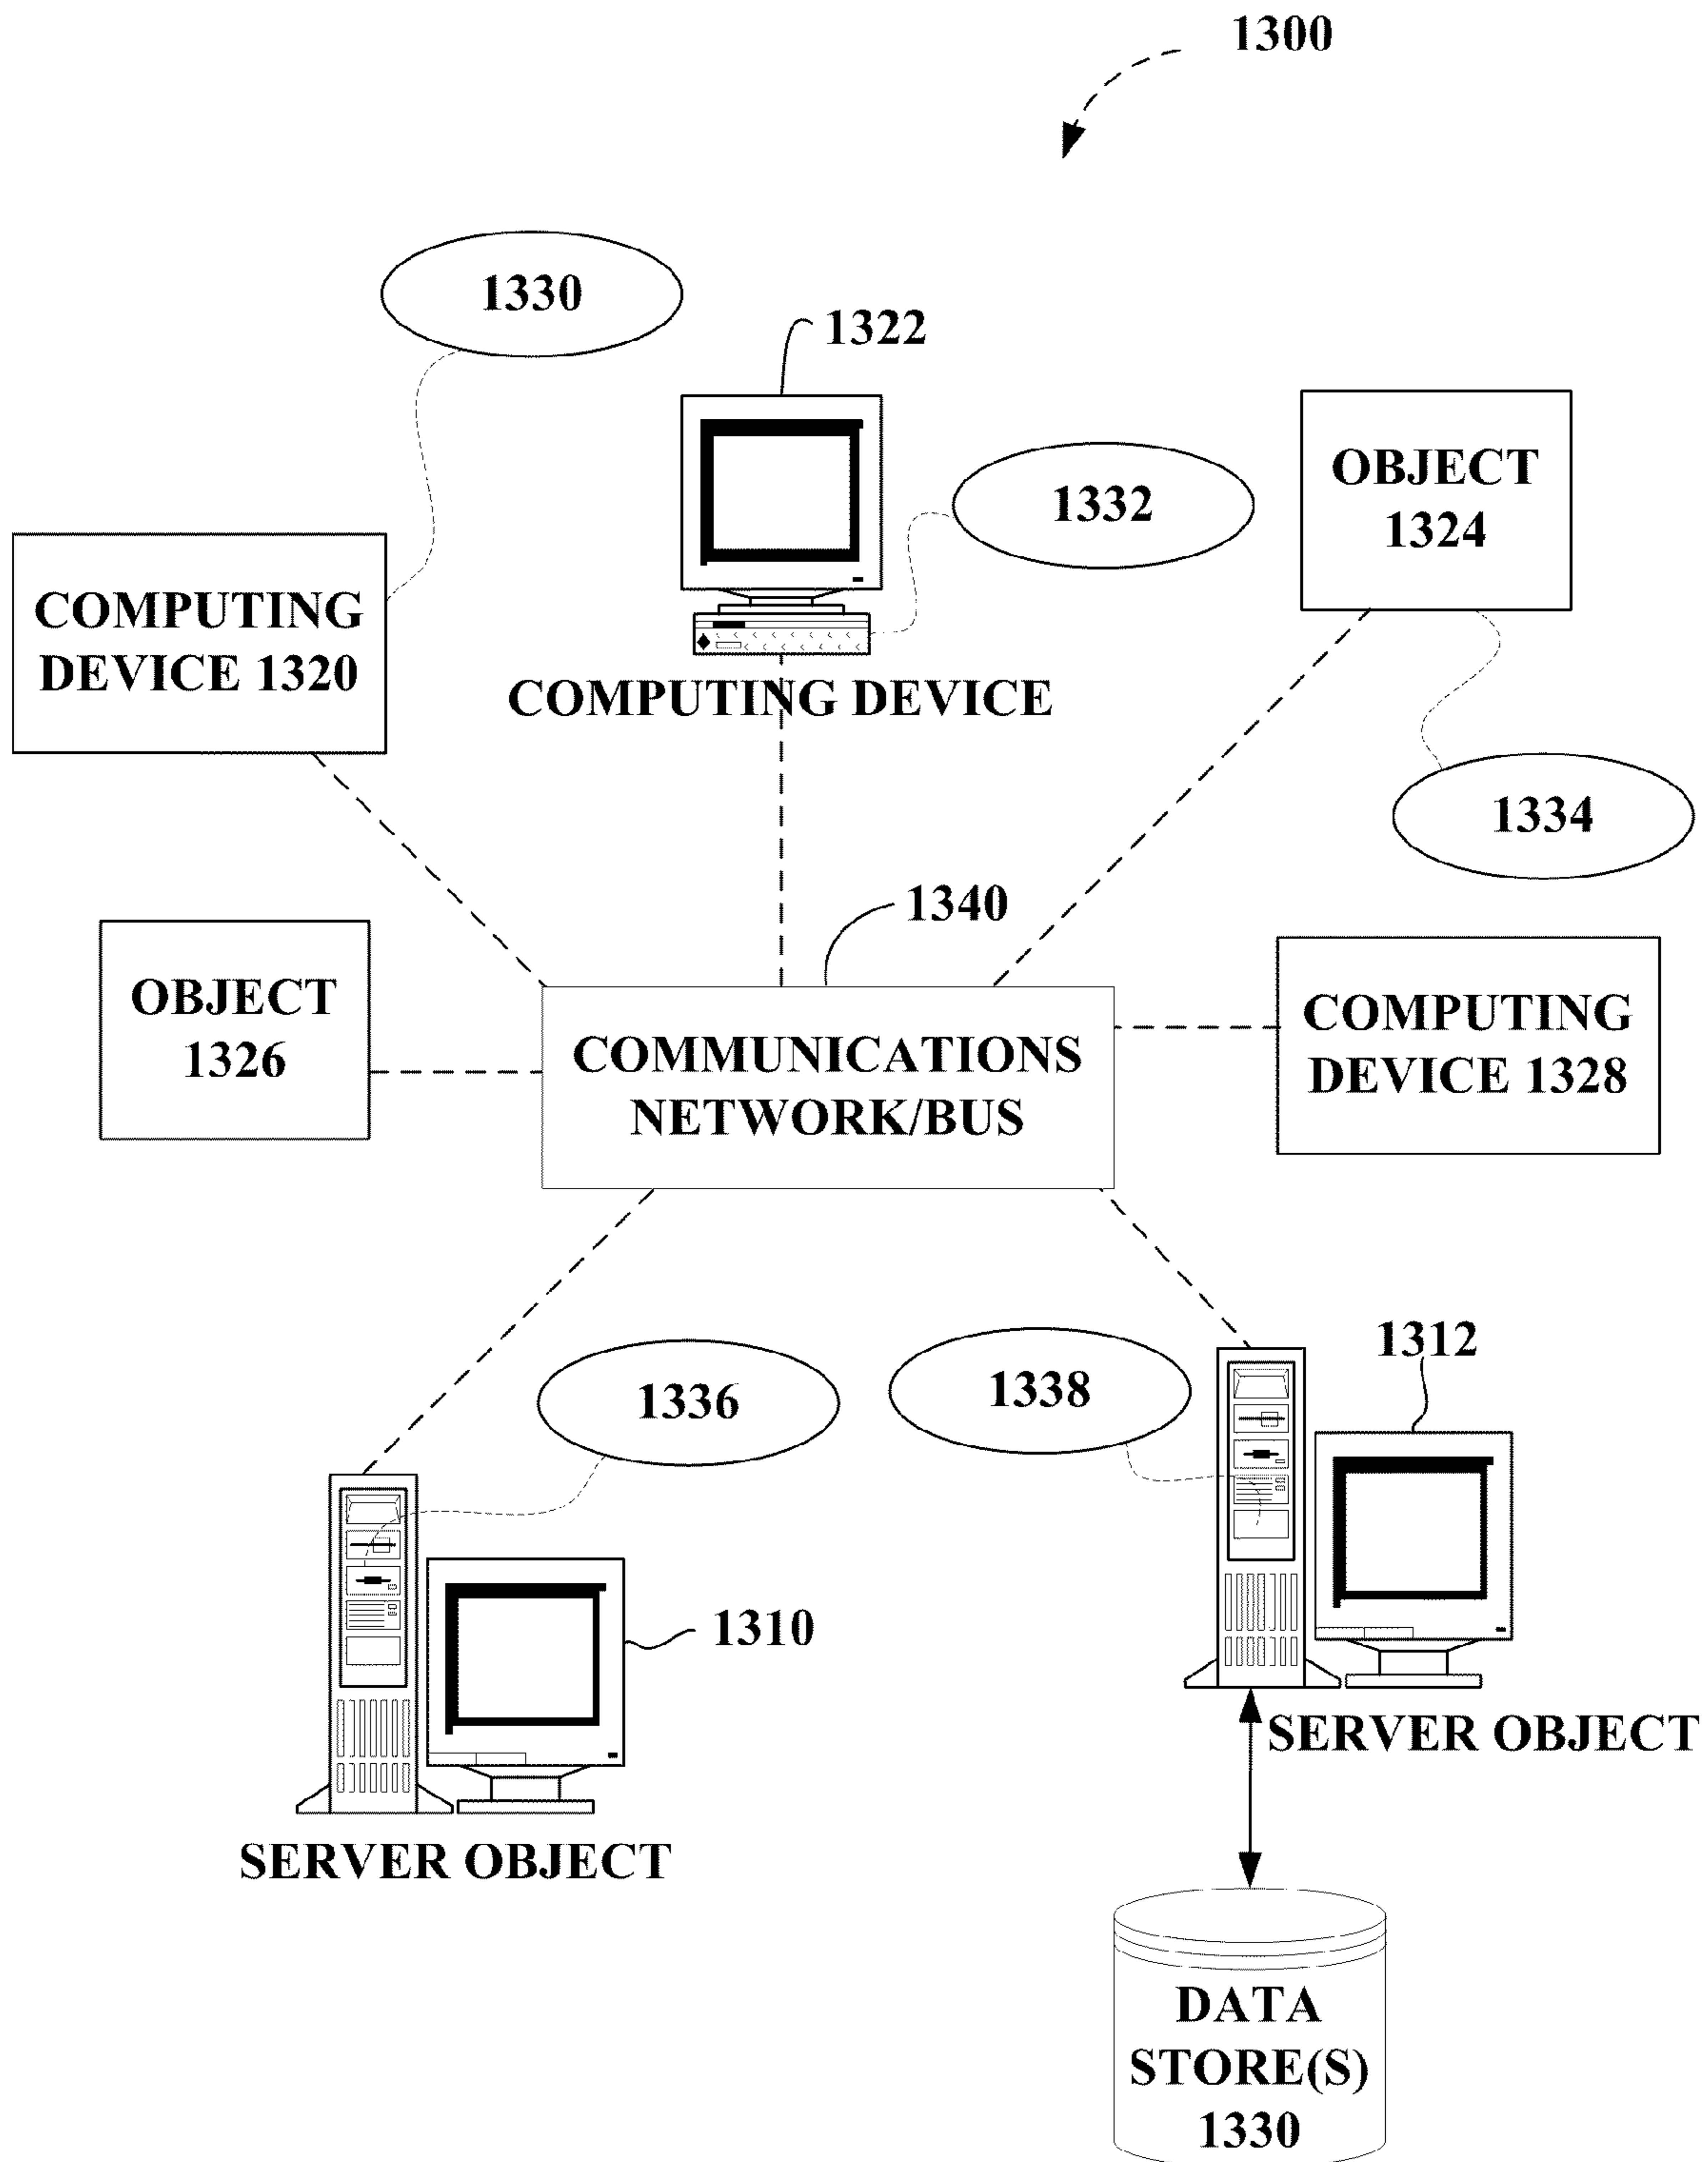 1300
1330
1322
OBJECT
1324
1332
COMPUTING
DEVICE 1320
COMPUTING DEVICE
1334
1340
OBJECT
1326
COMMUNICATIONS
NETWORK/BUS
COMPUTING
DEVICE 1328
1336
1338
1312
1310
SERVER OBJECT
SERVER OBJECT
DATA
STORE(S)
1330